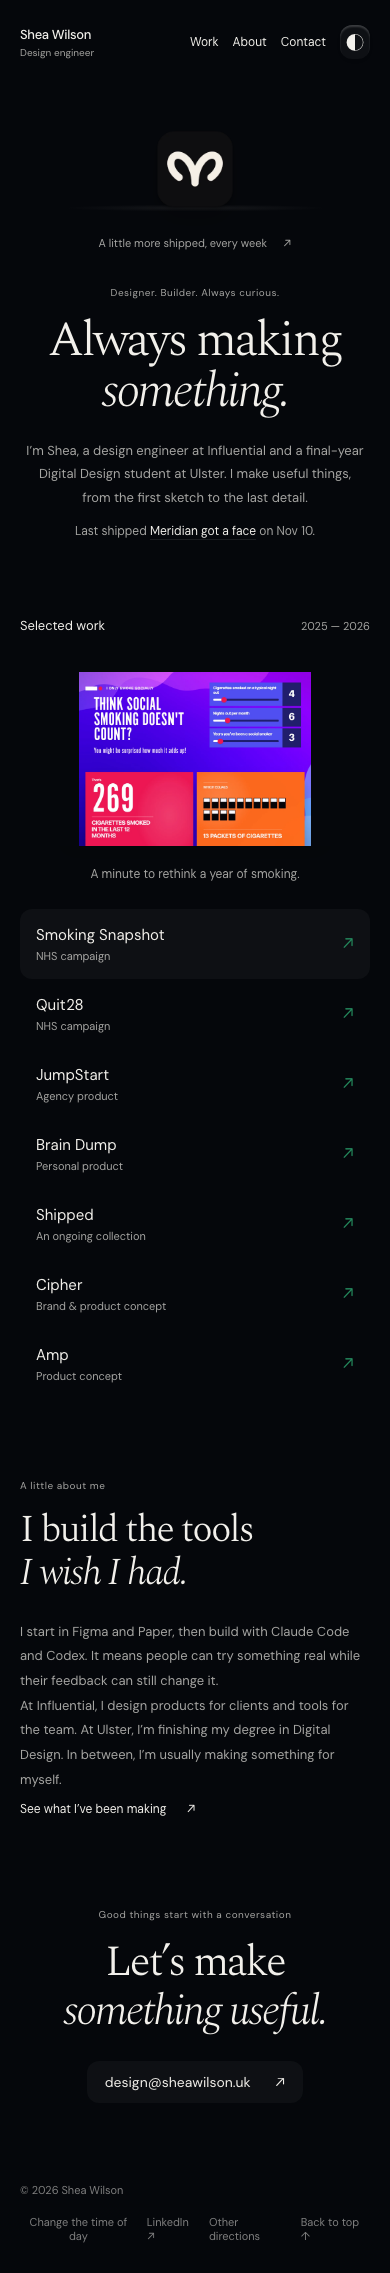 Shea Wilson
Design engineer
Work
About
Contact
A little more shipped, every week ↗
Designer. Builder. Always curious.
Always making
something.
I’m Shea, a design engineer at Influential and a final-year
Digital Design student at Ulster. I make useful things,
from the first sketch to the last detail.
Last shipped Meridian got a face on Nov 10.
Selected work
2025 — 2026
THINK SOCIAL
SMOKING DOESN'T
COUNT?
You might be surprised how much it adds up!
4
6
3
269
CIGARETTES SMOKED
IN THE LAST 12
MONTHS
13 PACKETS OF CIGARETTES
A minute to rethink a year of smoking.
Smoking Snapshot
NHS campaign
↗
Quit28
NHS campaign
↗
JumpStart
Agency product
↗
Brain Dump
Personal product
↗
Shipped
An ongoing collection
↗
Cipher
Brand & product concept
↗
Amp
Product concept
↗
A little about me
I build the tools
I wish I had.
I start in Figma and Paper, then build with Claude Code
and Codex. It means people can try something real while
their feedback can still change it.
At Influential, I design products for clients and tools for
the team. At Ulster, I’m finishing my degree in Digital
Design. In between, I’m usually making something for
myself.
See what I’ve been making ↗
Good things start with a conversation
Let’s make
something useful.
design@sheawilson.uk ↗
© 2026 Shea Wilson
Change the time of
day
LinkedIn
↗
Other
directions
Back to top
↑